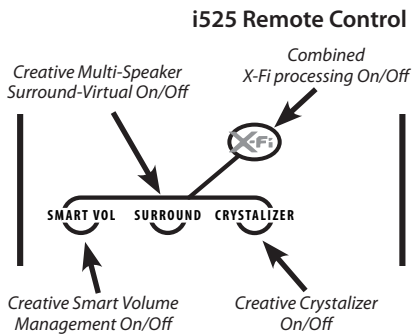 i525 Remote Control
Combined
X-Fi processing On/Off
Creative Multi-Speaker
Surround-Virtual On/Off
X-Fi
SMART VOL SURROUND CRYSTALIZER
Creative Smart Volume
Management On/Off
Creative Crystalizer
On/Off